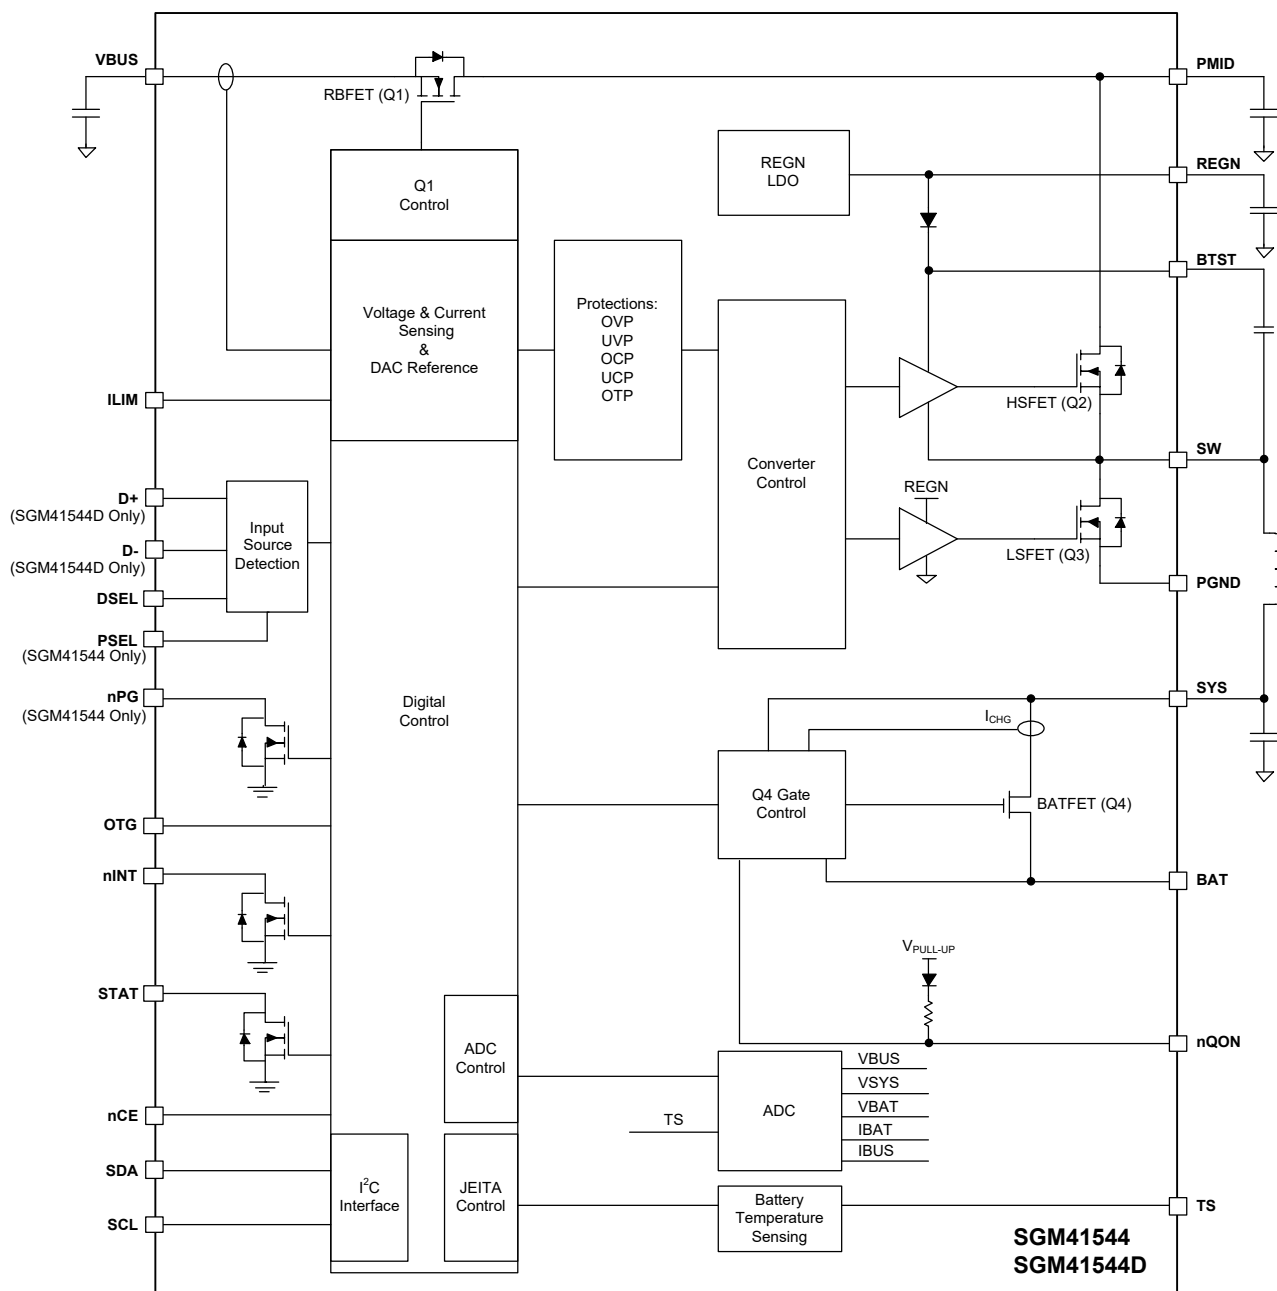 VBUS
RBFET (Q1)
PMID
REGN
LDO
REGN
Q1
Control
BTST
Voltage & Current
Sensing
&
DAC Reference
Protections:
OVP
UVP
OCP
UCP
OTP
ILIM
HSFET (Q2)
SW
Converter
Control
REGN
LSFET (Q3)
PGND
D+
(SGM41544D Only)
D-
(SGM41544D Only)
DSEL
PSEL
(SGM41544 Only)
Input
Source
Detection
nPG
(SGM41544 Only)
Digital
Control
SYS
ICHG
Q4 Gate
Control
BATFET (Q4)
OTG
nINT
BAT
VPULL-UP
STAT
nQON
ADC
Control
ADC
TS
VBUS
VSYS
VBAT
IBAT
IBUS
nCE
SDA
SCL
I2C
Interface
JEITA
Control
Battery
Temperature
Sensing
TS
SGM41544
SGM41544D